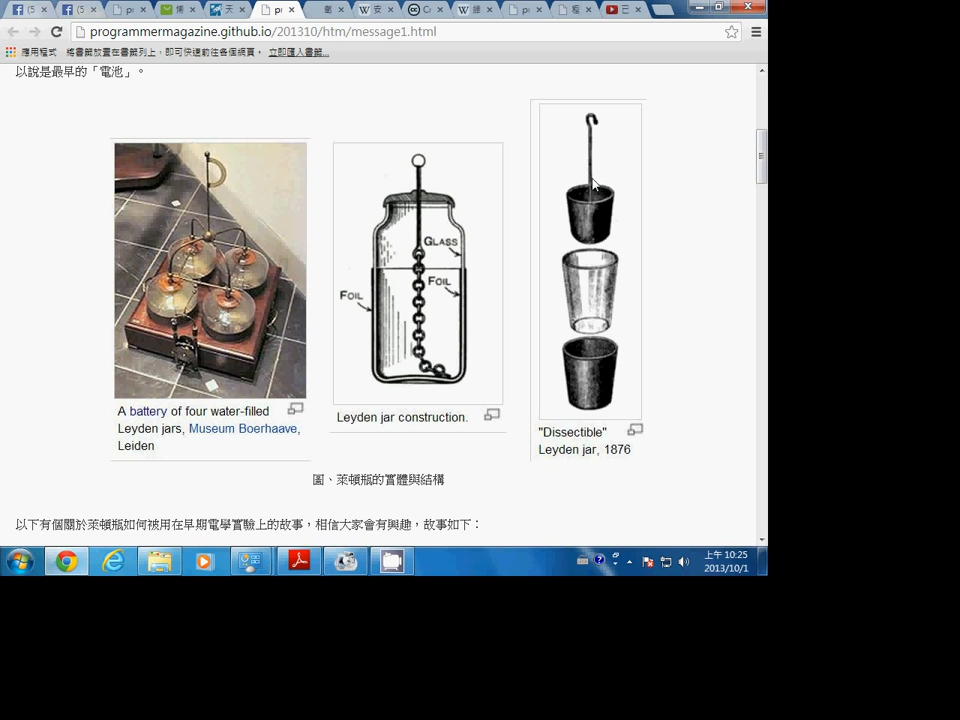 programmermagazine.github.io/201310/htm/message1.html
應用程式 將書籤放置在書籤列上，即可快速前往各個網頁。 立即匯入書籤...
以說是最早的「電池」。
GLASS
FOIL
FOIL
A battery of four water-filled
Leyden jars, Museum Boerhaave,
Leiden
Leyden jar construction.
"Dissectible"
Leyden jar, 1876
圖、萊頓瓶的實體與結構
以下有個關於萊頓瓶如何被用在早期電學實驗上的故事，相信大家會有興趣，故事如下：
上午 10:25
2013/10/1